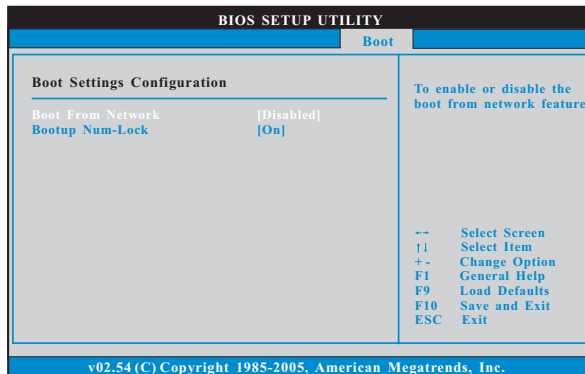 BIOS SETUP UTILITY
Boot
Boot Settings Configuration
Boot From Network [Disabled]
Bootup Num-Lock [On]
To enable or disable the
boot from network feature
←→ Select Screen
↑↓ Select Item
+ - Change Option
F1 General Help
F9 Load Defaults
F10 Save and Exit
ESC Exit
v02.54 (C) Copyright 1985-2005, American Megatrends, Inc.